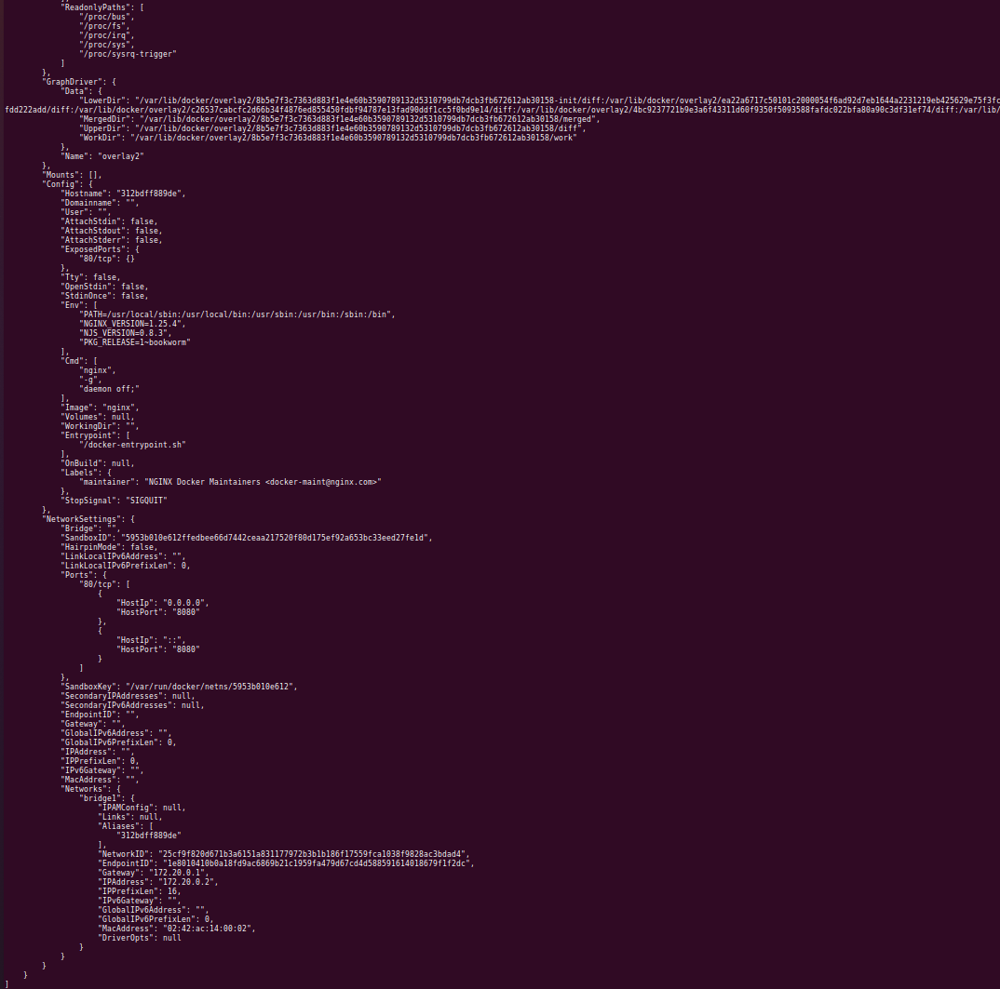 ],
"ReadonlyPaths": [
"/proc/bus",
"/proc/fs",
"/proc/irq",
"/proc/sys",
"/proc/sysrq-trigger"
]
},
"GraphDriver": {
"Data": {
"LowerDir": "/var/lib/docker/overlay2/8b5e7f3c7363d883f1e4e60b3590789132d5310799db7dcb3fb672612ab30158-init/diff:/var/lib/docker/overlay2/ea22a6717c50101c2000054f6ad92d7eb1644a2231219eb425629e75f3fc
fdd222add/diff:/var/lib/docker/overlay2/c26537cabcfc2d66b34f4876ed855450fdbf94787e13fad90ddf1cc5f0bd9e14/diff:/var/lib/docker/overlay2/4bc9237721b9e3a6f43311d60f9350f5093588fafdc022bfa80a90c3df31ef74/diff:/var/lib/
"MergedDir": "/var/lib/docker/overlay2/8b5e7f3c7363d883f1e4e60b3590789132d5310799db7dcb3fb672612ab30158/merged",
"UpperDir": "/var/lib/docker/overlay2/8b5e7f3c7363d883f1e4e60b3590789132d5310799db7dcb3fb672612ab30158/diff",
"WorkDir": "/var/lib/docker/overlay2/8b5e7f3c7363d883f1e4e60b3590789132d5310799db7dcb3fb672612ab30158/work"
},
"Name": "overlay2"
},
"Mounts": [],
"Config": {
"Hostname": "312bdff889de",
"Domainname": "",
"User": "",
"AttachStdin": false,
"AttachStdout": false,
"AttachStderr": false,
"ExposedPorts": {
"80/tcp": {}
},
"Tty": false,
"OpenStdin": false,
"StdinOnce": false,
"Env": [
"PATH=/usr/local/sbin:/usr/local/bin:/usr/sbin:/usr/bin:/sbin:/bin",
"NGINX_VERSION=1.25.4",
"NJS_VERSION=0.8.3",
"PKG_RELEASE=1~bookworm"
],
"Cmd": [
"nginx",
"-g",
"daemon off;"
],
"Image": "nginx",
"Volumes": null,
"WorkingDir": "",
"Entrypoint": [
"/docker-entrypoint.sh"
],
"OnBuild": null,
"Labels": {
"maintainer": "NGINX Docker Maintainers <docker-maint@nginx.com>"
},
"StopSignal": "SIGQUIT"
},
"NetworkSettings": {
"Bridge": "",
"SandboxID": "5953b010e612ffedbee66d7442ceaa217520f80d175ef92a653bc33eed27fe1d",
"HairpinMode": false,
"LinkLocalIPv6Address": "",
"LinkLocalIPv6PrefixLen": 0,
"Ports": {
"80/tcp": [
{
"HostIp": "0.0.0.0",
"HostPort": "8080"
},
{
"HostIp": "::",
"HostPort": "8080"
}
]
},
"SandboxKey": "/var/run/docker/netns/5953b010e612",
"SecondaryIPAddresses": null,
"SecondaryIPv6Addresses": null,
"EndpointID": "",
"Gateway": "",
"GlobalIPv6Address": "",
"GlobalIPv6PrefixLen": 0,
"IPAddress": "",
"IPPrefixLen": 0,
"IPv6Gateway": "",
"MacAddress": "",
"Networks": {
"bridge1": {
"IPAMConfig": null,
"Links": null,
"Aliases": [
"312bdff889de"
],
"NetworkID": "25cf9f820d671b3a6151a831177972b3b1b186f17559fca1038f9828ac3bdad4",
"EndpointID": "1e8010410b0a18fd9ac6869b21c1959fa479d67cd4d588591614018679f1f2dc",
"Gateway": "172.20.0.1",
"IPAddress": "172.20.0.2",
"IPPrefixLen": 16,
"IPv6Gateway": "",
"GlobalIPv6Address": "",
"GlobalIPv6PrefixLen": 0,
"MacAddress": "02:42:ac:14:00:02",
"DriverOpts": null
}
}
}
}
]